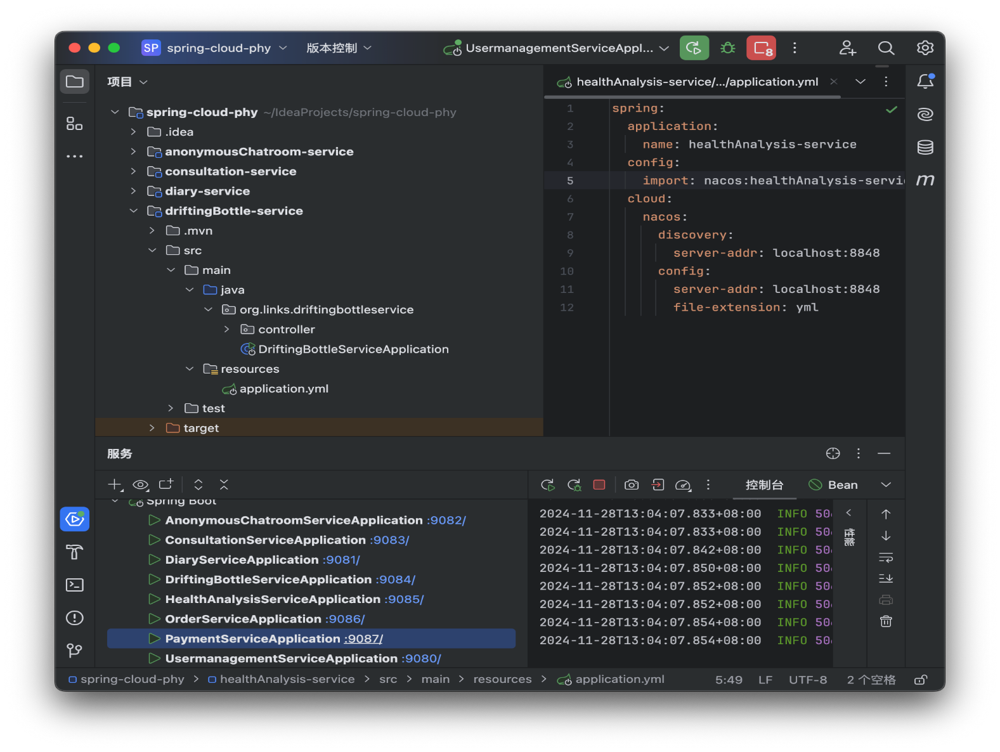 SP spring-cloud-phy 版本控制 UsermanagementServiceAppl... 8
项目
spring-cloud-phy ~/IdeaProjects/spring-cloud-phy
.idea
anonymousChatroom-service
consultation-service
diary-service
driftingBottle-service
.mvn
src
main
java
org.links.driftingbottleservice
controller
DriftingBottleServiceApplication
resources
application.yml
test
target
healthAnalysis-service/.../application.yml
1 spring:
2 application:
3 name: healthAnalysis-service
4 config:
5 import: nacos:healthAnalysis-servi
6 cloud:
7 nacos:
8 discovery:
9 server-addr: localhost:8848
10 config:
11 server-addr: localhost:8848
12 file-extension: yml
m
服务
Spring Boot
AnonymousChatroomServiceApplication :9082/
ConsultationServiceApplication :9083/
DiaryServiceApplication :9081/
DriftingBottleServiceApplication :9084/
HealthAnalysisServiceApplication :9085/
OrderServiceApplication :9086/
PaymentServiceApplication :9087/
UsermanagementServiceApplication :9080/
控制台 Bean
2024-11-28T13:04:07.833+08:00 INFO 50
2024-11-28T13:04:07.833+08:00 INFO 50
2024-11-28T13:04:07.842+08:00 INFO 50
2024-11-28T13:04:07.850+08:00 INFO 50
2024-11-28T13:04:07.852+08:00 INFO 50
2024-11-28T13:04:07.852+08:00 INFO 50
2024-11-28T13:04:07.854+08:00 INFO 50
2024-11-28T13:04:07.854+08:00 INFO 50
性能
spring-cloud-phy > healthAnalysis-service > src > main > resources > application.yml 5:49 LF UTF-8 2 个空格